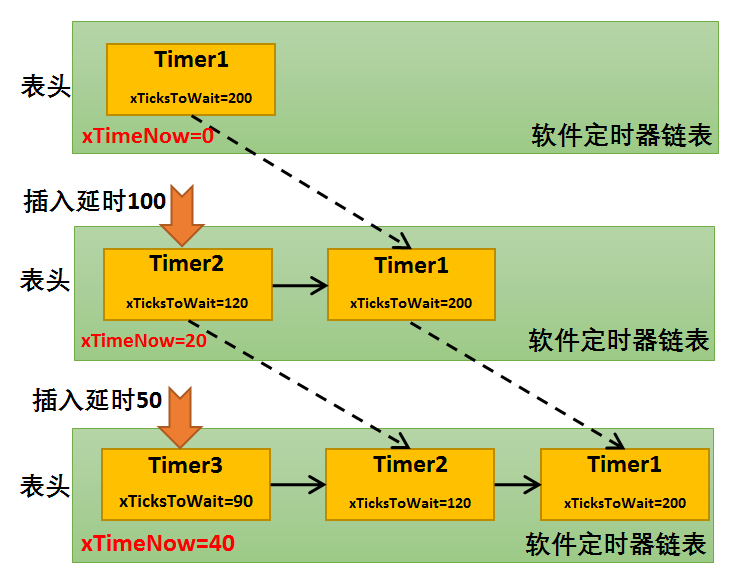 Timer1
表头
xTicksToWait=200
xTimeNow=0
软件定时器链表
插入延时100
Timer2
Timer1
表头
xTicksToWait=120
xTicksToWait=200
xTimeNow=20
软件定时器链表
插入延时50
Timer3
Timer2
Timer1
表头
xTicksToWait=90
xTicksToWait=120
xTicksToWait=200
xTimeNow=40
软件定时器链表